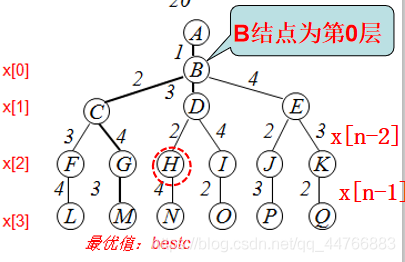 20
A
B结点为第0层
1
x[0]
B
2
3
4
x[1]
C
D
E
3
4
2
4
2
3
x[n-2]
x[2]
F
G
H
I
J
K
4
3
4
2
3
2
x[n-1]
x[3]
L
M
N
O
P
Q
最优值：bestc
https://blog.csdn.net/qq_44766883